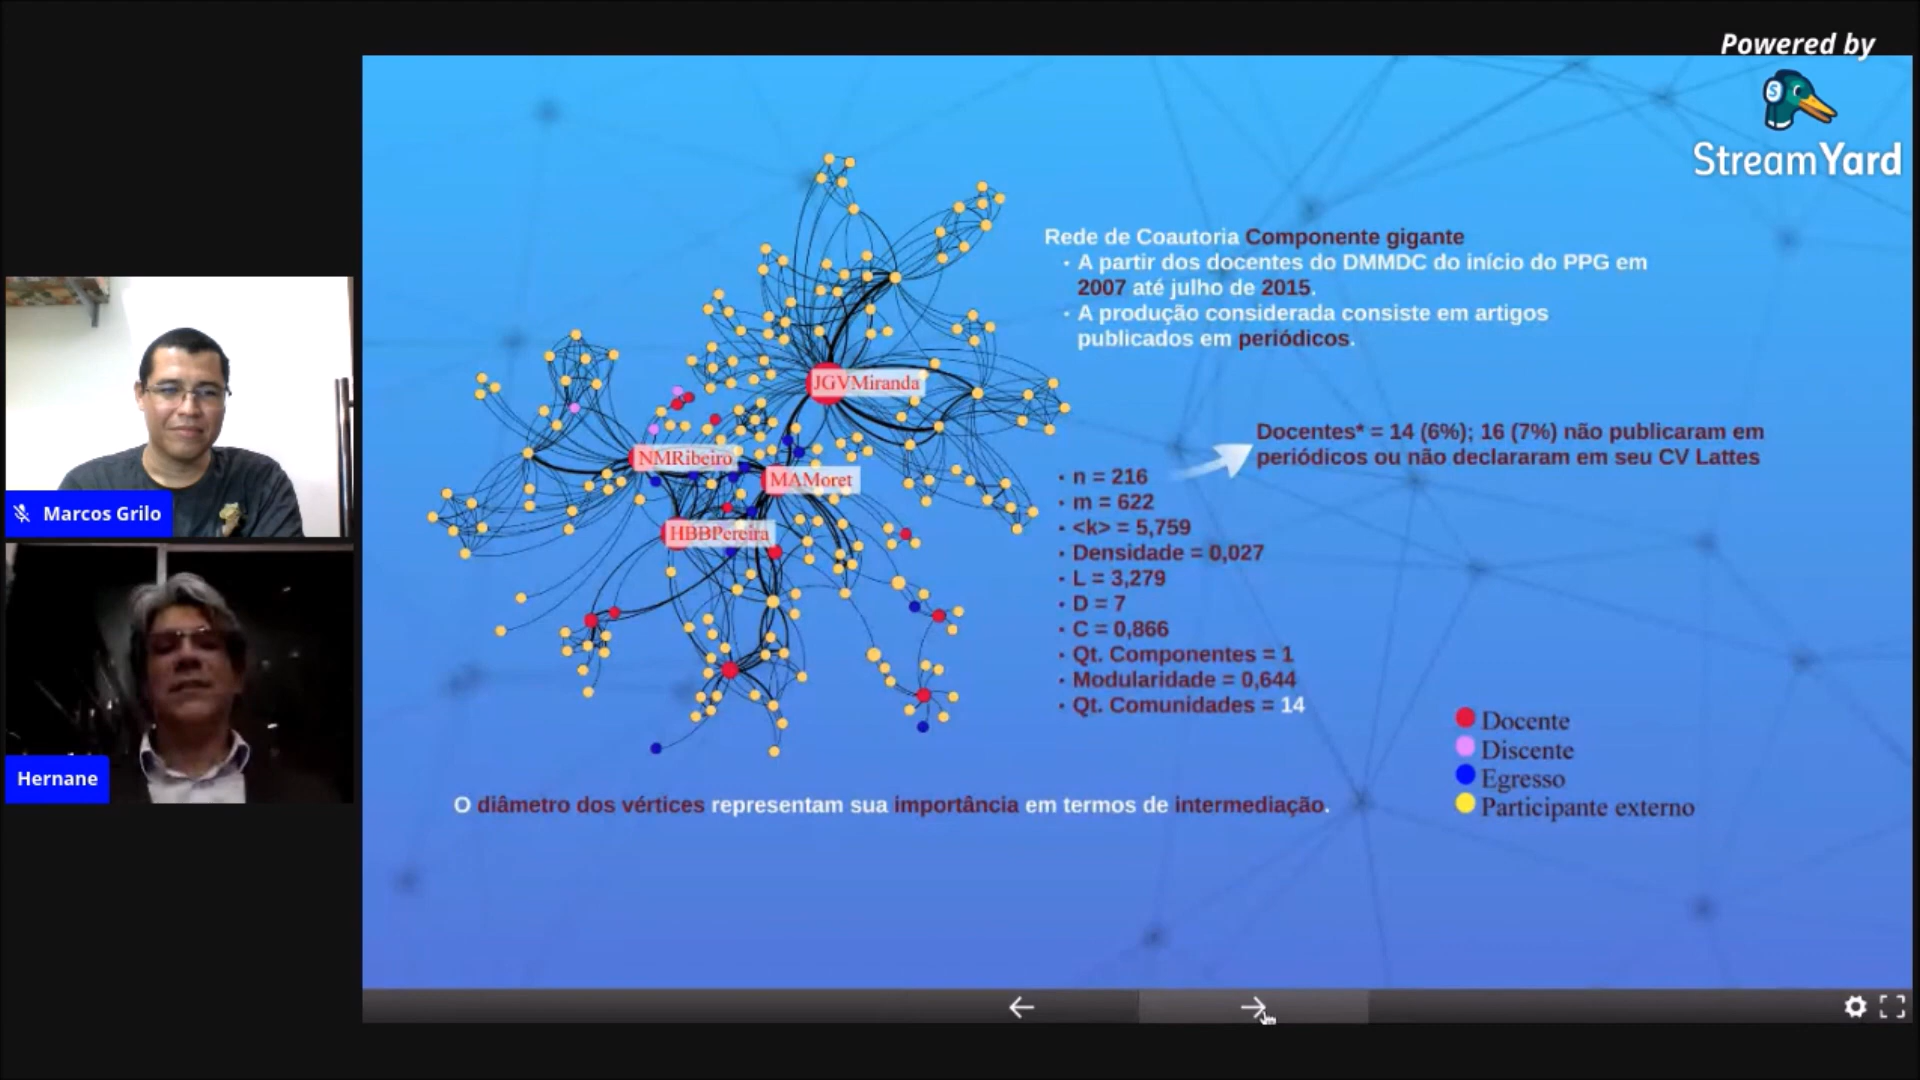 Powered by
StreamYard
Rede de Coautoria Componente gigante
· A partir dos docentes do DMMDC do início do PPG em
2007 até julho de 2015.
· A produção considerada consiste em artigos
publicados em periódicos.
JGVMiranda
NMRibeiro
MAMoret
HBBPereira
Docentes* = 14 (6%); 16 (7%) não publicaram em
periódicos ou não declararam em seu CV Lattes
· n = 216
· m = 622
· <k> = 5,759
· Densidade = 0,027
· L = 3,279
· D = 7
· C = 0,866
· Qt. Componentes = 1
· Modularidade = 0,644
· Qt. Comunidades = 14
Docente
Discente
Egresso
Participante externo
O diâmetro dos vértices representam sua importância em termos de intermediação.
Marcos Grilo
Hernane